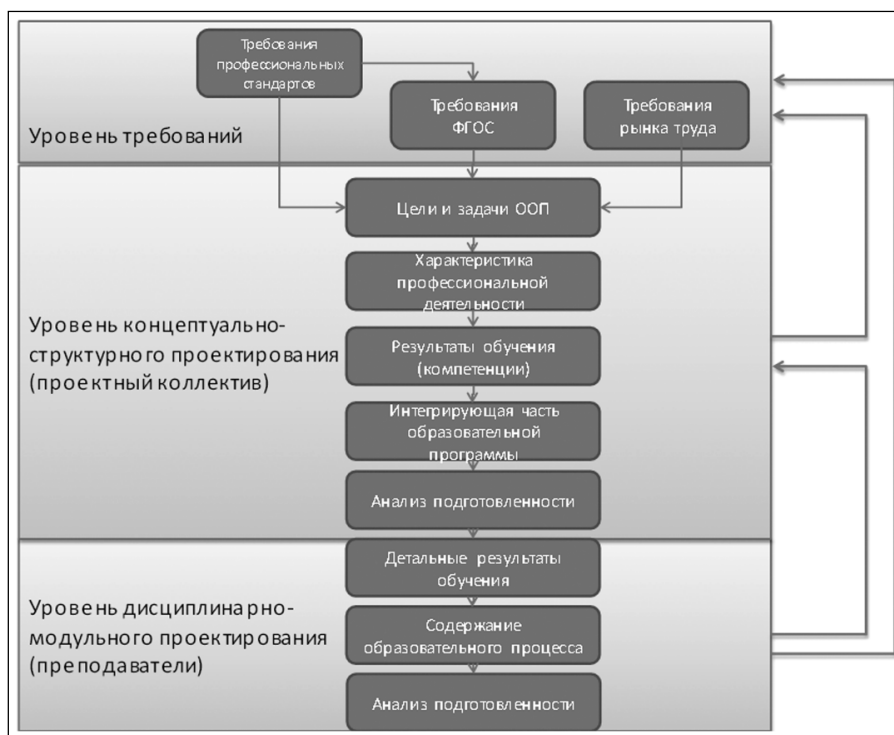 Требования
профессиональных
стандартов
Требования
ФГОС
Требования
рынка труда
Уровень требований
Цели и задачи ООП
Характеристика
профессиональной
деятельности
Уровень концептуально-
структурного проектирования
(проектный коллектив)
Результаты обучения
(компетенции)
Интегрирующая часть
образовательной
программы
Анализ подготовленности
Детальные результаты
обучения
Уровень дисциплинарно-
модульного проектирования
(преподаватели)
Содержание
образовательного процесса
Анализ подготовленности